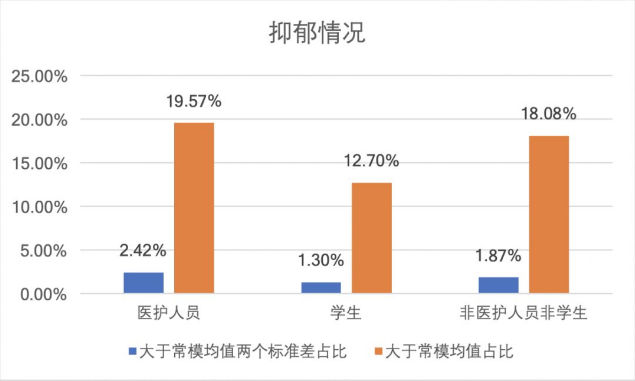 抑郁情况
25.00%
20.00%
15.00%
10.00%
5.00%
0.00%
19.57%
18.08%
12.70%
2.42%
1.30%
1.87%
医护人员
学生
非医护人员非学生
大于常模均值两个标准差占比
大于常模均值占比